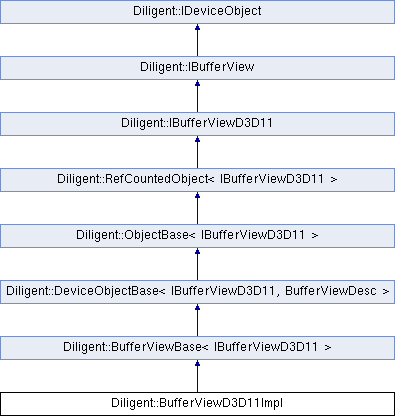 Diligent::IDeviceObject
Diligent::IBufferView
Diligent::IBufferViewD3D11
Diligent::RefCountedObject< IBufferViewD3D11 >
Diligent::ObjectBase< IBufferViewD3D11 >
Diligent::DeviceObjectBase< IBufferViewD3D11, BufferViewDesc >
Diligent::BufferViewBase< IBufferViewD3D11 >
Diligent::BufferViewD3D11Impl